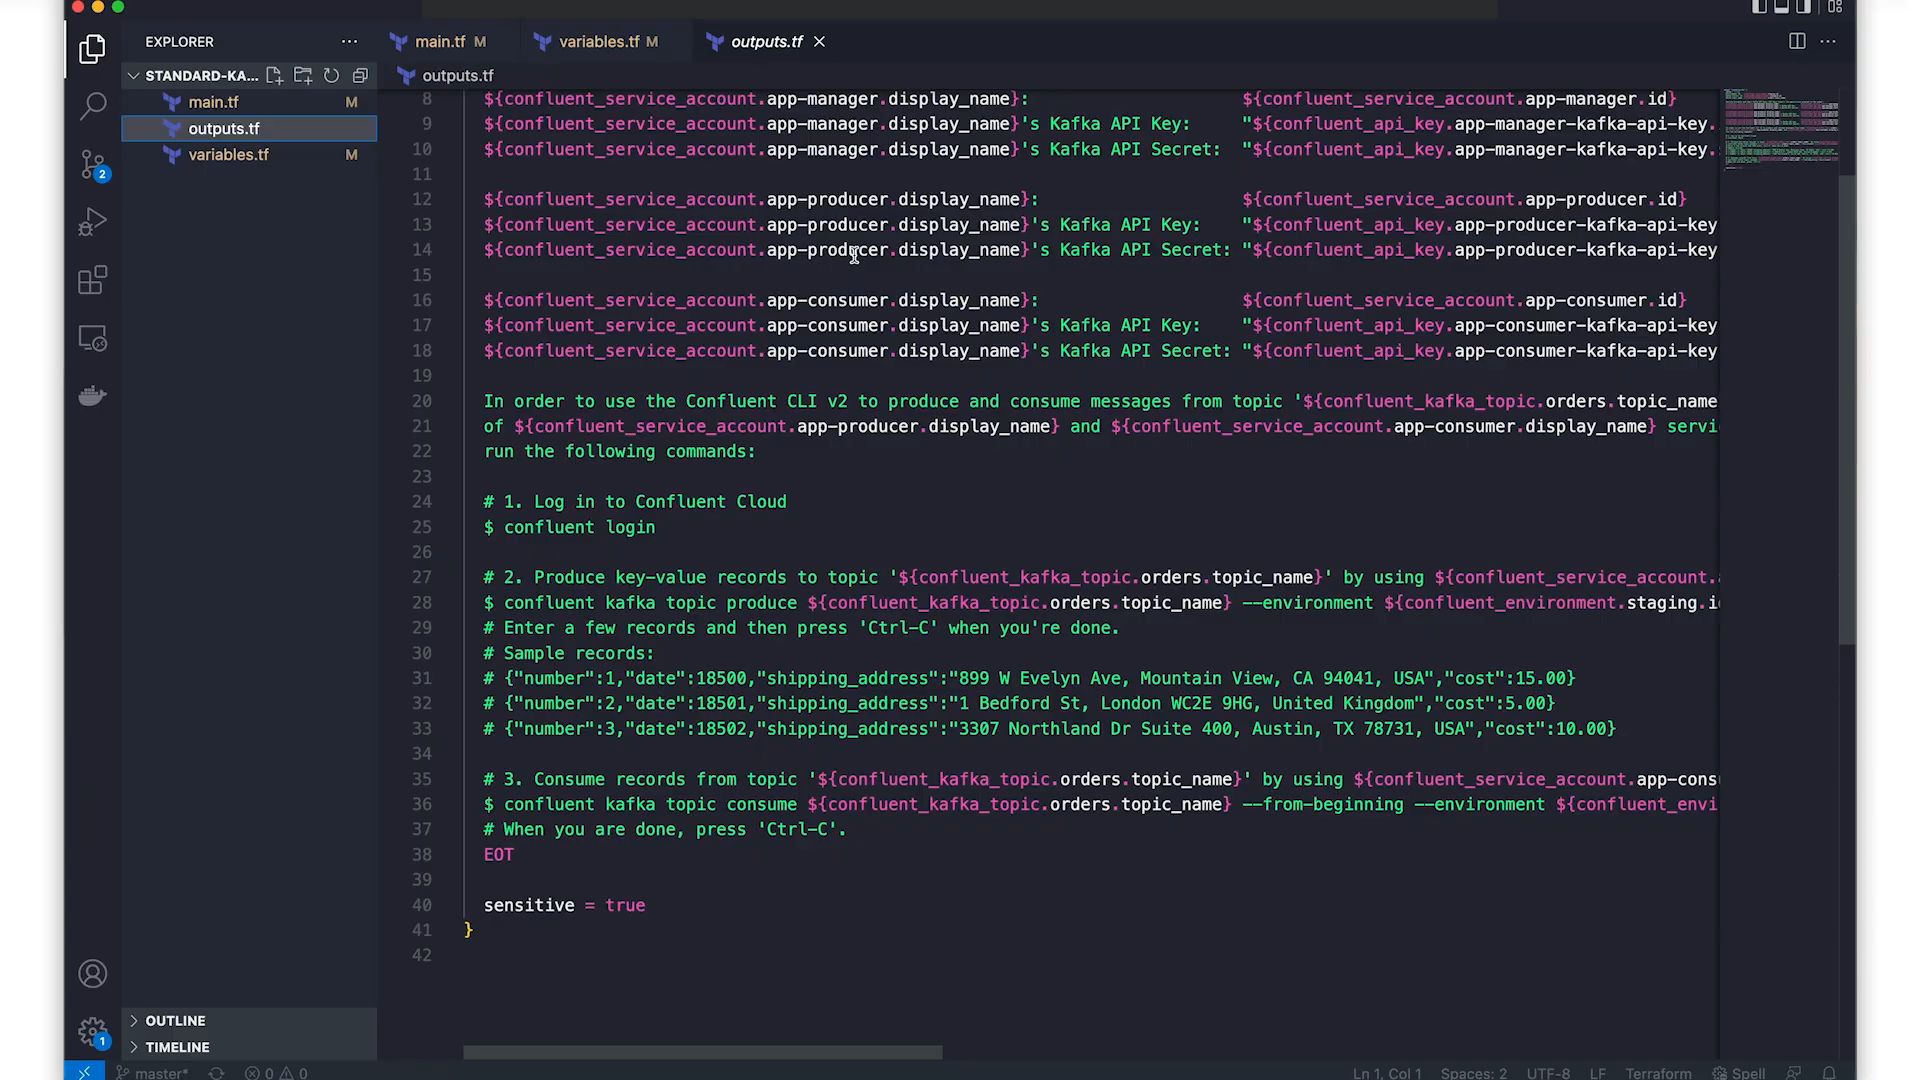 EXPLORER
main.tf M
variables.tf M
outputs.tf
STANDARD-KA...
outputs.tf
main.tf M
outputs.tf
variables.tf M
2
8 ${confluent_service_account.app-manager.display_name}: ${confluent_service_account.app-manager.id}
9 ${confluent_service_account.app-manager.display_name}'s Kafka API Key: "${confluent_api_key.app-manager-kafka-api-key.
10 ${confluent_service_account.app-manager.display_name}'s Kafka API Secret: "${confluent_api_key.app-manager-kafka-api-key.
11
12 ${confluent_service_account.app-producer.display_name}: ${confluent_service_account.app-producer.id}
13 ${confluent_service_account.app-producer.display_name}'s Kafka API Key: "${confluent_api_key.app-producer-kafka-api-key
14 ${confluent_service_account.app-producer.display_name}'s Kafka API Secret: "${confluent_api_key.app-producer-kafka-api-key
15
16 ${confluent_service_account.app-consumer.display_name}: ${confluent_service_account.app-consumer.id}
17 ${confluent_service_account.app-consumer.display_name}'s Kafka API Key: "${confluent_api_key.app-consumer-kafka-api-key
18 ${confluent_service_account.app-consumer.display_name}'s Kafka API Secret: "${confluent_api_key.app-consumer-kafka-api-key
19
20 In order to use the Confluent CLI v2 to produce and consume messages from topic '${confluent_kafka_topic.orders.topic_name
21 of ${confluent_service_account.app-producer.display_name} and ${confluent_service_account.app-consumer.display_name} servi
22 run the following commands:
23
24 # 1. Log in to Confluent Cloud
25 $ confluent login
26
27 # 2. Produce key-value records to topic '${confluent_kafka_topic.orders.topic_name}' by using ${confluent_service_account.
28 $ confluent kafka topic produce ${confluent_kafka_topic.orders.topic_name} --environment ${confluent_environment.staging.i
29 # Enter a few records and then press 'Ctrl-C' when you're done.
30 # Sample records:
31 # {"number":1,"date":18500,"shipping_address":"899 W Evelyn Ave, Mountain View, CA 94041, USA","cost":15.00}
32 # {"number":2,"date":18501,"shipping_address":"1 Bedford St, London WC2E 9HG, United Kingdom","cost":5.00}
33 # {"number":3,"date":18502,"shipping_address":"3307 Northland Dr Suite 400, Austin, TX 78731, USA","cost":10.00}
34
35 # 3. Consume records from topic '${confluent_kafka_topic.orders.topic_name}' by using ${confluent_service_account.app-cons
36 $ confluent kafka topic consume ${confluent_kafka_topic.orders.topic_name} --from-beginning --environment ${confluent_envi
37 # When you are done, press 'Ctrl-C'.
38 EOT
39
40 sensitive = true
41 }
42
OUTLINE
1
TIMELINE
master* 0 0 Ln 1, Col 1 Spaces: 2 UTF-8 LF Terraform Spell